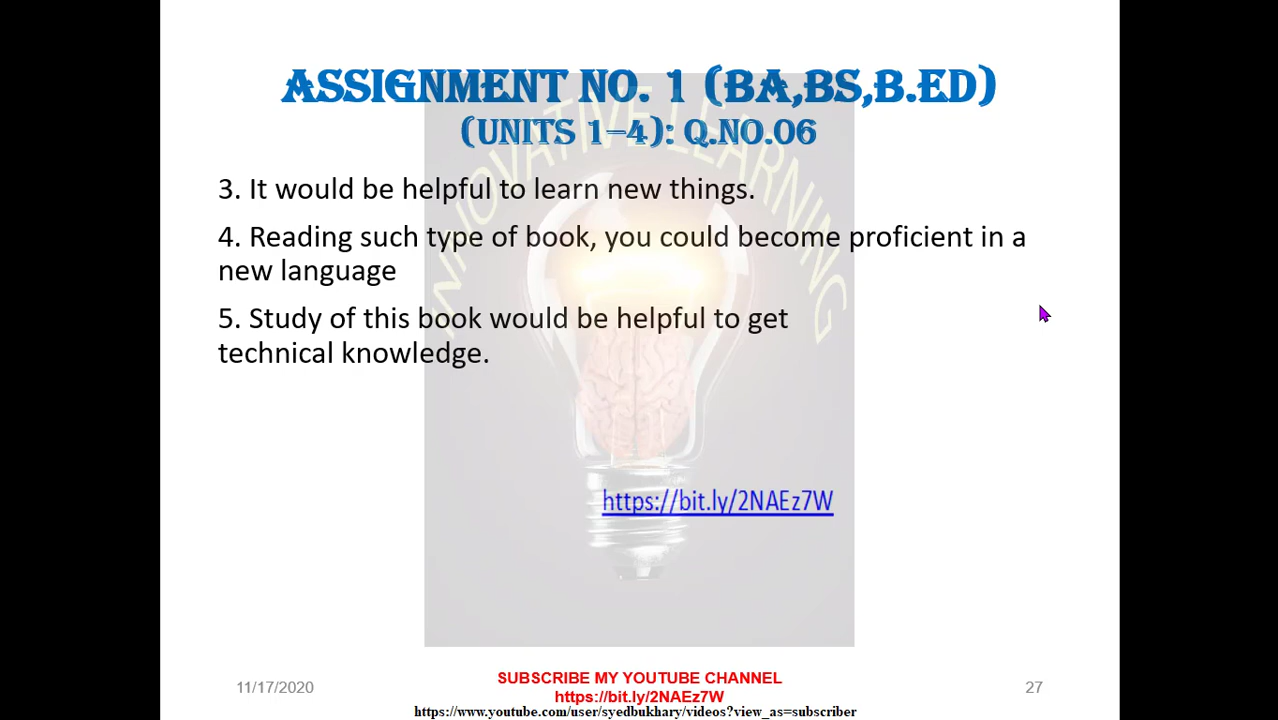 ASSIGNMENT NO. 1 (BA,BS,B.ED)
(UNITS 1–4): Q.NO.06
INNOVATIVE LEARNING
3. It would be helpful to learn new things.
4. Reading such type of book, you could become proficient in a
new language
5. Study of this book would be helpful to get
technical knowledge.
https://bit.ly/2NAEz7W
11/17/2020
SUBSCRIBE MY YOUTUBE CHANNEL
https://bit.ly/2NAEz7W
27
https://www.youtube.com/user/syedbukhary/videos?view_as=subscriber